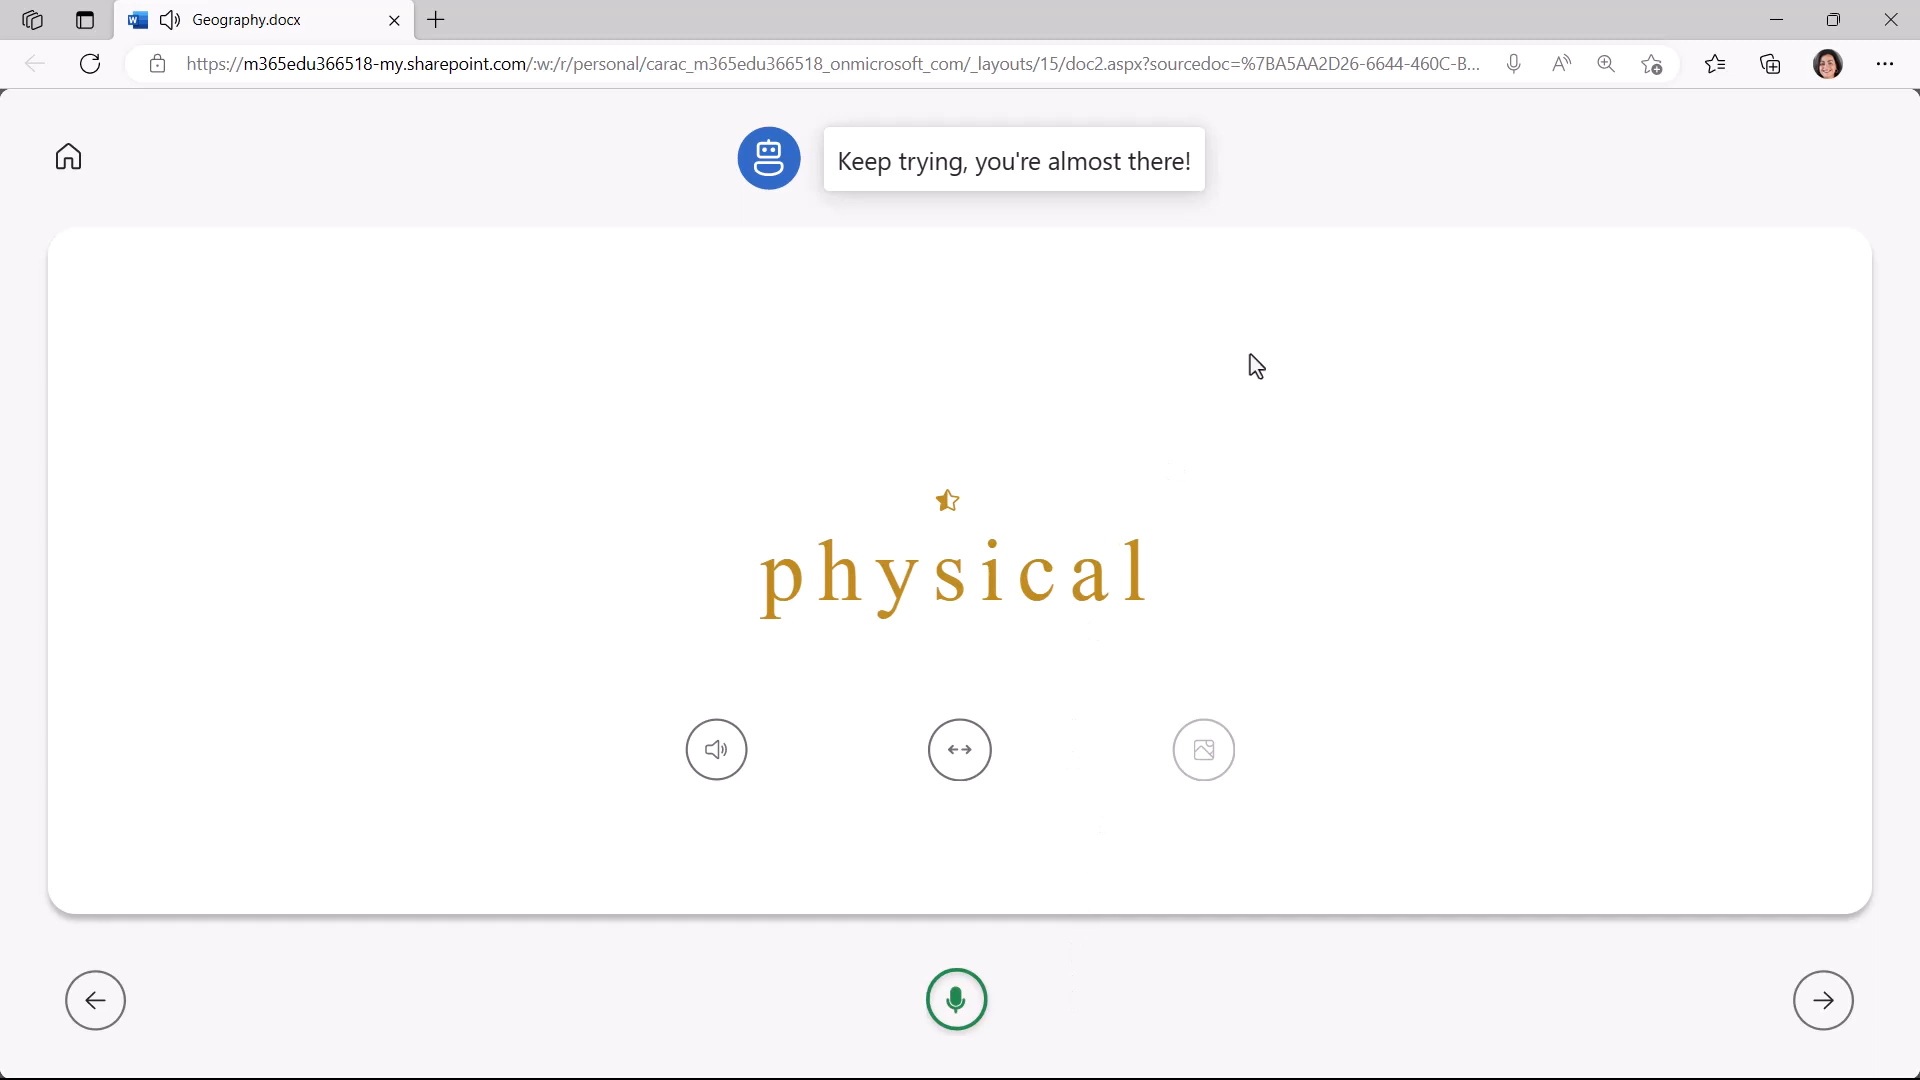 Geography.docx
https://m365edu366518-my.sharepoint.com/:w:/r/personal/carac_m365edu366518_onmicrosoft_com/_layouts/15/doc2.aspx?sourcedoc=%7BA5AA2D26-6644-460C-B...
Keep trying, you're almost there!
physical